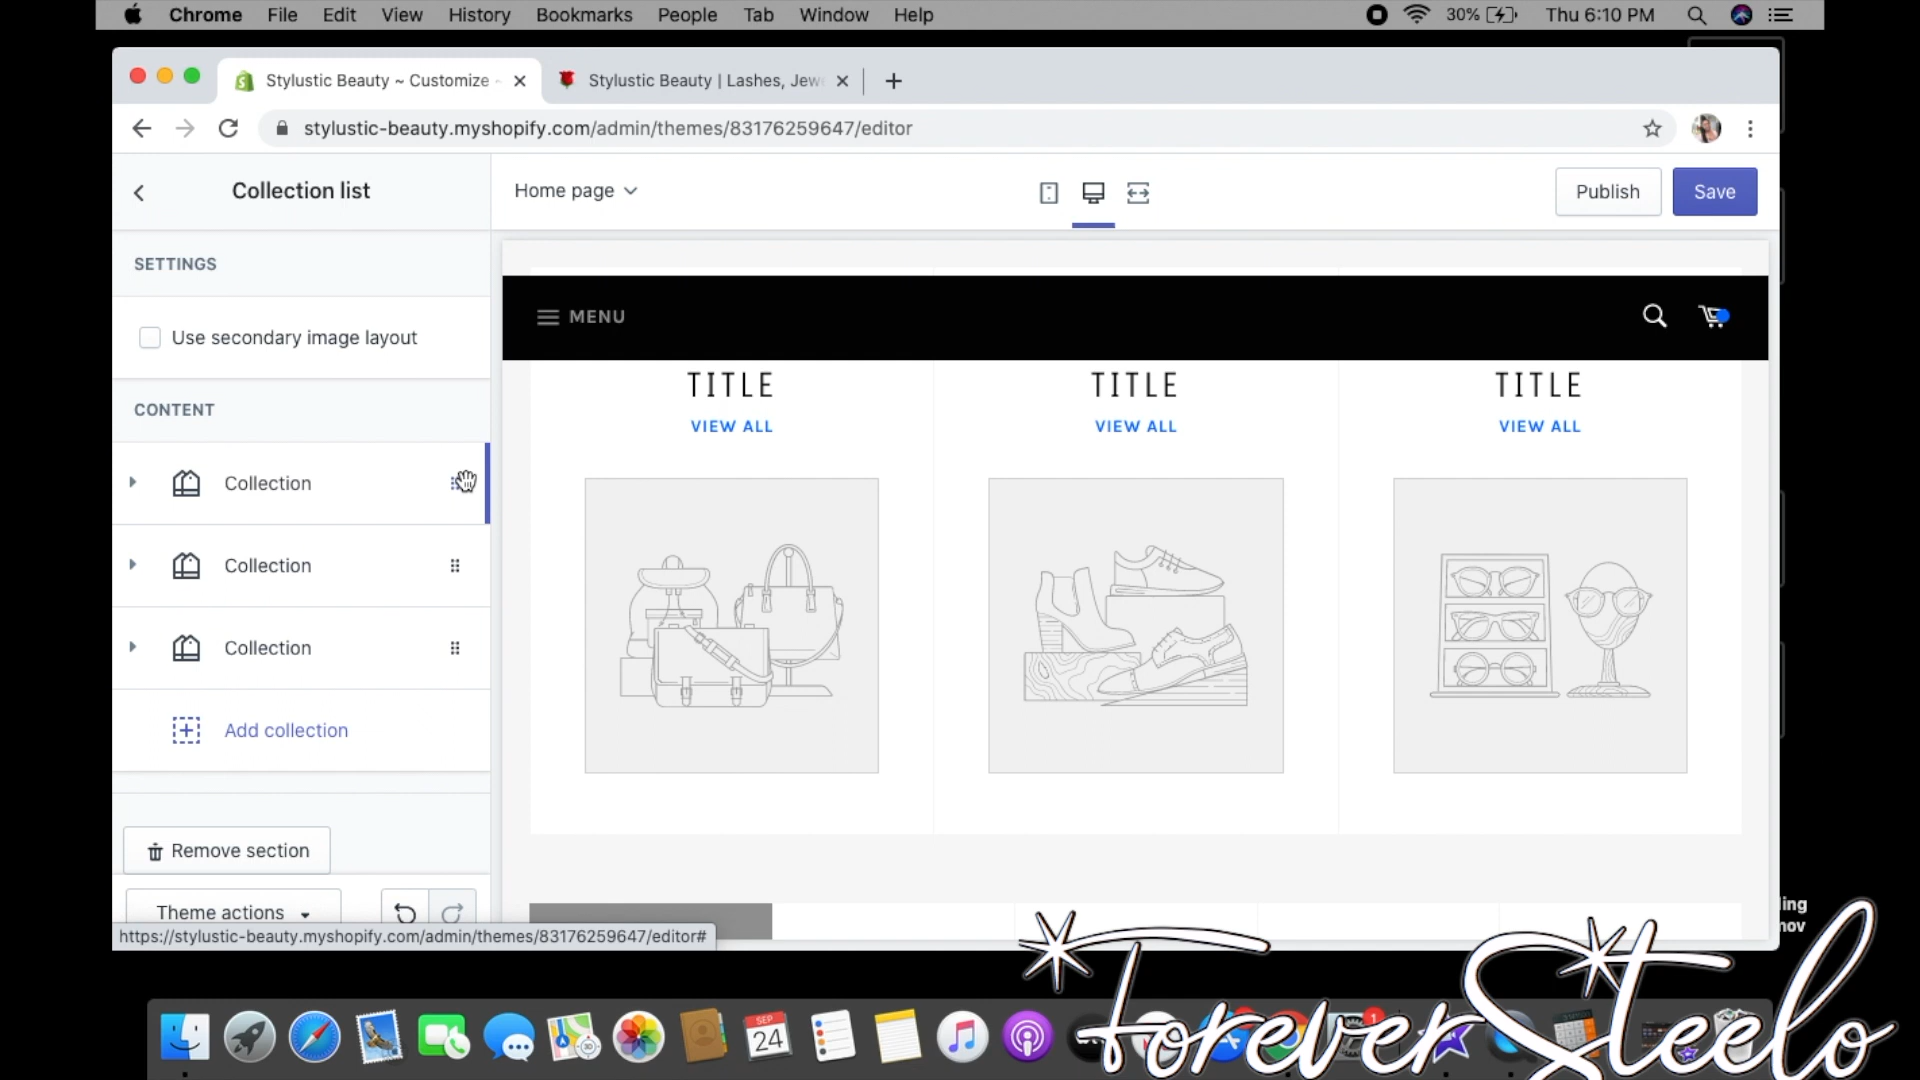 Chrome File Edit View History Bookmarks People Tab Window Help 30% Thu 6:10 PM
Stylustic Beauty ~ Customize ~ Stylustic Beauty | Lashes, Jew
stylustic-beauty.myshopify.com/admin/themes/83176259647/editor
Collection list Home page Publish Save
SETTINGS
MENU
Use secondary image layout
TITLE TITLE TITLE
CONTENT
VIEW ALL VIEW ALL VIEW ALL
Collection
Collection
Collection
Add collection
Remove section
Theme actions
https://stylustic-beauty.myshopify.com/admin/themes/83176259647/editor#
SEP
24
1
*ForeverSteelo